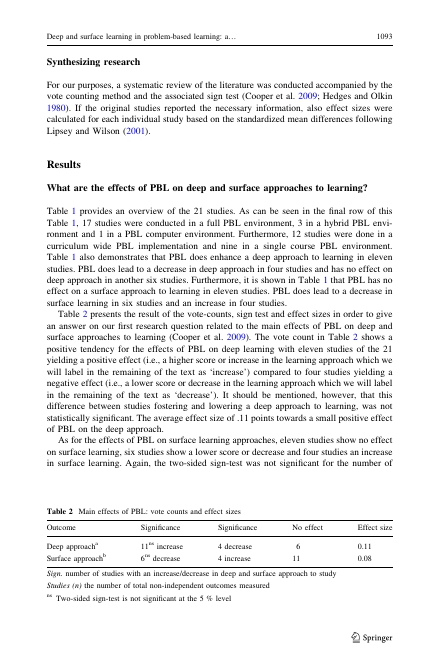 Deep and surface learning in problem-based learning: a… 1093
Synthesizing research
For our purposes, a systematic review of the literature was conducted accompanied by the
vote counting method and the associated sign test (Cooper et al. 2009; Hedges and Olkin
1980). If the original studies reported the necessary information, also effect sizes were
calculated for each individual study based on the standardized mean differences following
Lipsey and Wilson (2001).
Results
What are the effects of PBL on deep and surface approaches to learning?
Table 1 provides an overview of the 21 studies. As can be seen in the final row of this
Table 1, 17 studies were conducted in a full PBL environment, 3 in a hybrid PBL envi-
ronment and 1 in a PBL computer environment. Furthermore, 12 studies were done in a
curriculum wide PBL implementation and nine in a single course PBL environment.
Table 1 also demonstrates that PBL does enhance a deep approach to learning in eleven
studies. PBL does lead to a decrease in deep approach in four studies and has no effect on
deep approach in another six studies. Furthermore, it is shown in Table 1 that PBL has no
effect on a surface approach to learning in eleven studies. PBL does lead to a decrease in
surface learning in six studies and an increase in four studies.
Table 2 presents the result of the vote-counts, sign test and effect sizes in order to give
an answer on our first research question related to the main effects of PBL on deep and
surface approaches to learning (Cooper et al. 2009). The vote count in Table 2 shows a
positive tendency for the effects of PBL on deep learning with eleven studies of the 21
yielding a positive effect (i.e., a higher score or increase in the learning approach which we
will label in the remaining of the text as ‘increase’) compared to four studies yielding a
negative effect (i.e., a lower score or decrease in the learning approach which we will label
in the remaining of the text as ‘decrease’). It should be mentioned, however, that this
difference between studies fostering and lowering a deep approach to learning, was not
statistically significant. The average effect size of .11 points towards a small positive effect
of PBL on the deep approach.
As for the effects of PBL on surface learning approaches, eleven studies show no effect
on surface learning, six studies show a lower score or decrease and four studies an increase
in surface learning. Again, the two-sided sign-test was not significant for the number of
Table 2 Main effects of PBL: vote counts and effect sizes
Outcome Significance Significance No effect Effect size
Deep approach^a 11^ns increase 4 decrease 6 0.11
Surface approach^b 6^ns decrease 4 increase 11 0.08
Sign. number of studies with an increase/decrease in deep and surface approach to study
Studies (n) the number of total non-independent outcomes measured
^ns Two-sided sign-test is not significant at the 5 % level
Springer